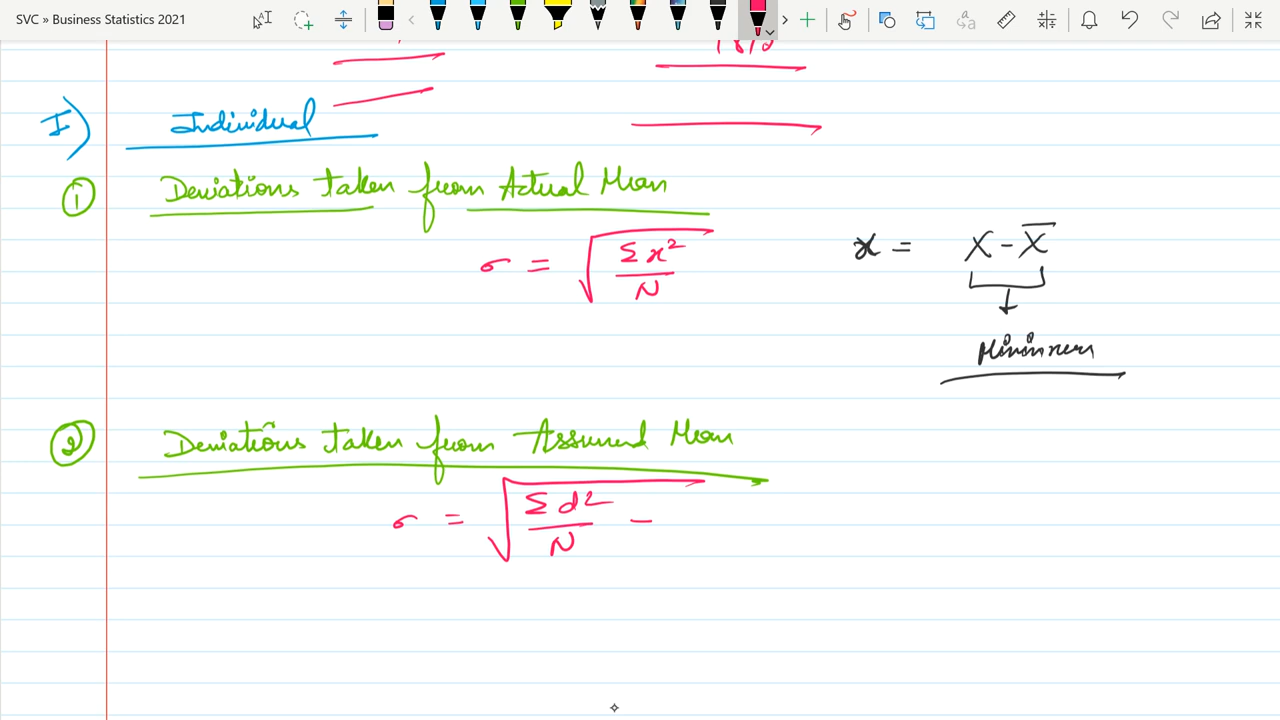 SVC » Business Statistics 2021
I) Individual
① Deviations taken from Actual Mean
σ = √(Σx²/N)
x = X - X̅
Minimum
② Deviations taken from Assumed Mean
σ = √(Σd²/N -